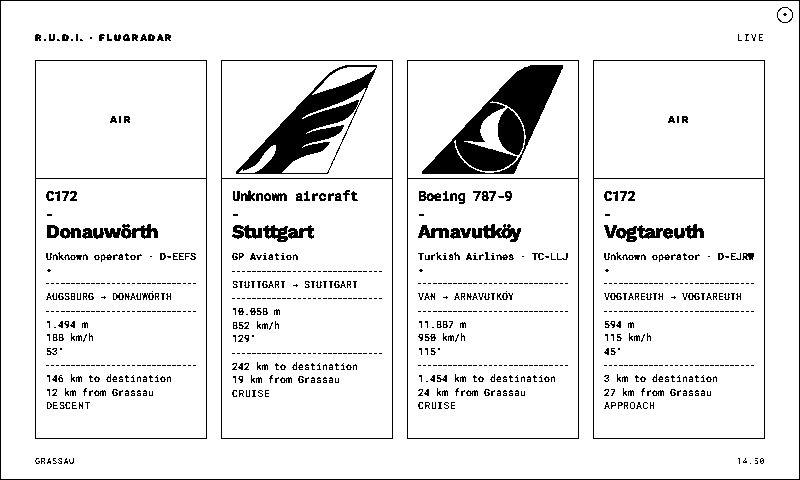 R.U.D.I. · FLUGRADAR
LIVE
AIR
C172
-
Donauwörth
Unknown operator · D-EEFS
AUGSBURG → DONAUWÖRTH
1.494 m
188 km/h
53°
146 km to destination
12 km from Grassau
DESCENT
Unknown aircraft
-
Stuttgart
GP Aviation
STUTTGART → STUTTGART
10.058 m
852 km/h
129°
242 km to destination
19 km from Grassau
CRUISE
Boeing 787-9
-
Arnavutköy
Turkish Airlines · TC-LLJ
VAN → ARNAVUTKÖY
11.887 m
950 km/h
115°
1.454 km to destination
24 km from Grassau
CRUISE
AIR
C172
-
Vogtareuth
Unknown operator · D-EJRW
VOGTAREUTH → VOGTAREUTH
594 m
115 km/h
45°
3 km to destination
27 km from Grassau
APPROACH
GRASSAU
14.50